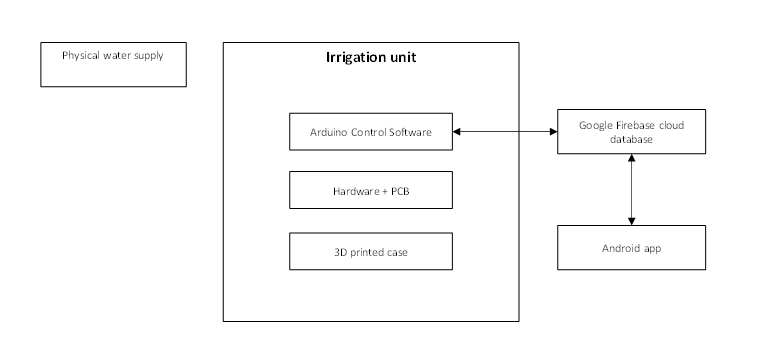 Physical water supply
Irrigation unit
Arduino Control Software
Google Firebase cloud
database
Hardware + PCB
3D printed case
Android app